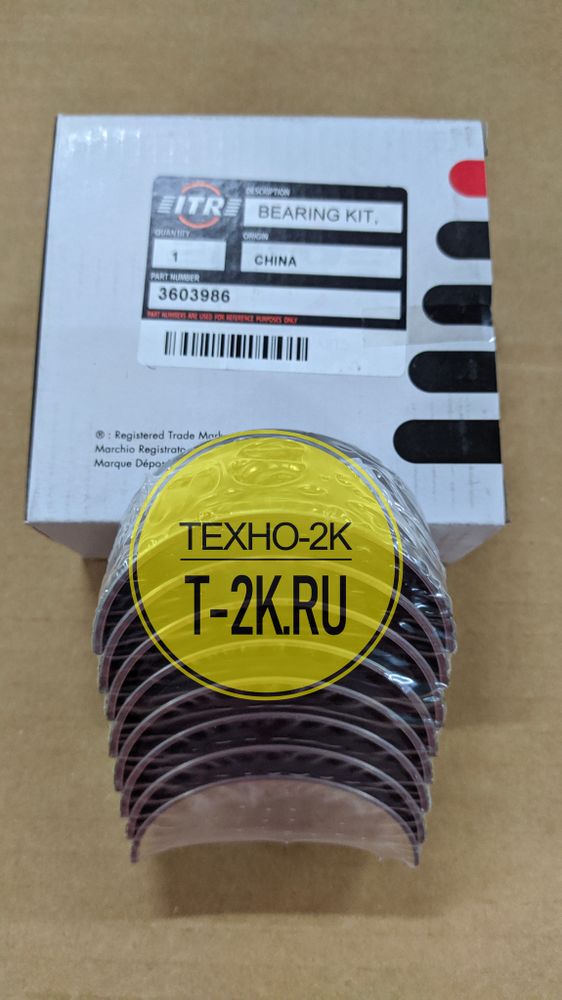 ITR
DESCRIPTION
BEARING KIT,
QUANTITY
ORIGIN
1
CHINA
PART NUMBER
3603986
PART NUMBERS ARE USED FOR REFERENCE PURPOSES ONLY
® : Registered Trade Mark
Marchio Registrato
Marque Dépo
ТЕХНО-2К
T-2K.RU